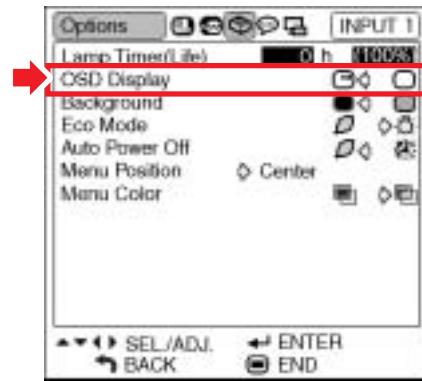 Options INPUT 1
Lamp Timer(Life) 0 h (100%)
OSD Display
Background
Eco Mode
Auto Power Off
Menu Position Center
Menu Color
SEL./ADJ. ENTER
BACK END